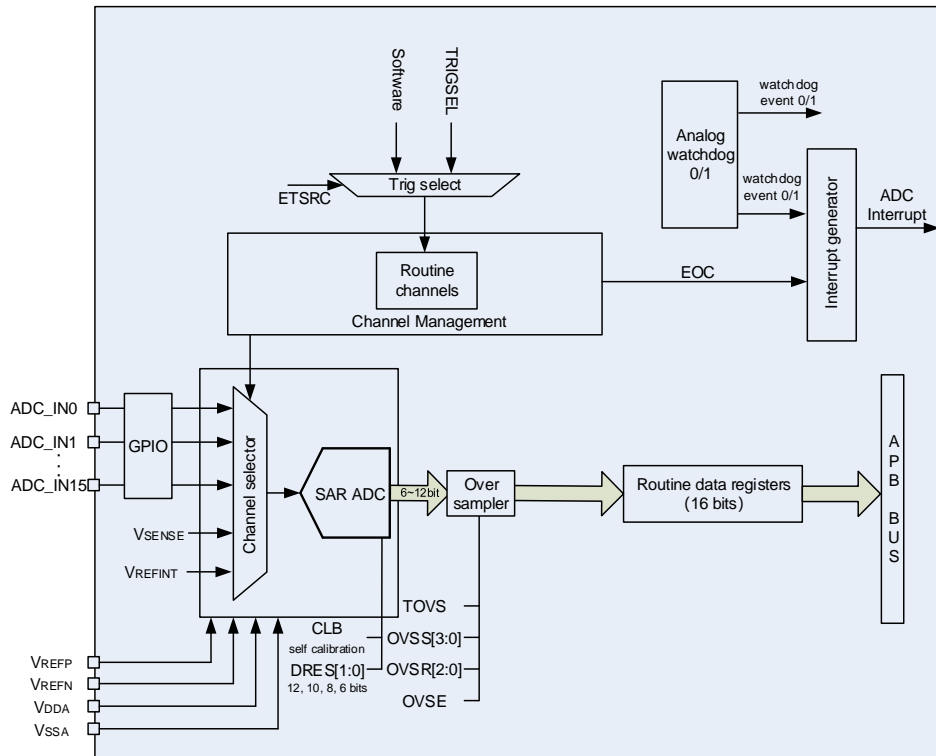 Software
TRIGSEL
Trig select
ETSRC
Analog
watchdog
0/1
watchdog
event 0/1
watchdog
event 0/1
Interrupt generator
ADC
Interrupt
Routine
channels
Channel Management
EOC
ADC_IN0
ADC_IN1
ADC_IN15
GPIO
VSENSE
VREFINT
Channel selector
SAR ADC
6~12bit
Over
sampler
Routine data registers
(16 bits)
APB BUS
CLB
self calibration
DRES[1:0]
12, 10, 8, 6 bits
TOVS
OVSS[3:0]
OVSR[2:0]
OVSE
VREFP
VREFN
VDDA
VSSA